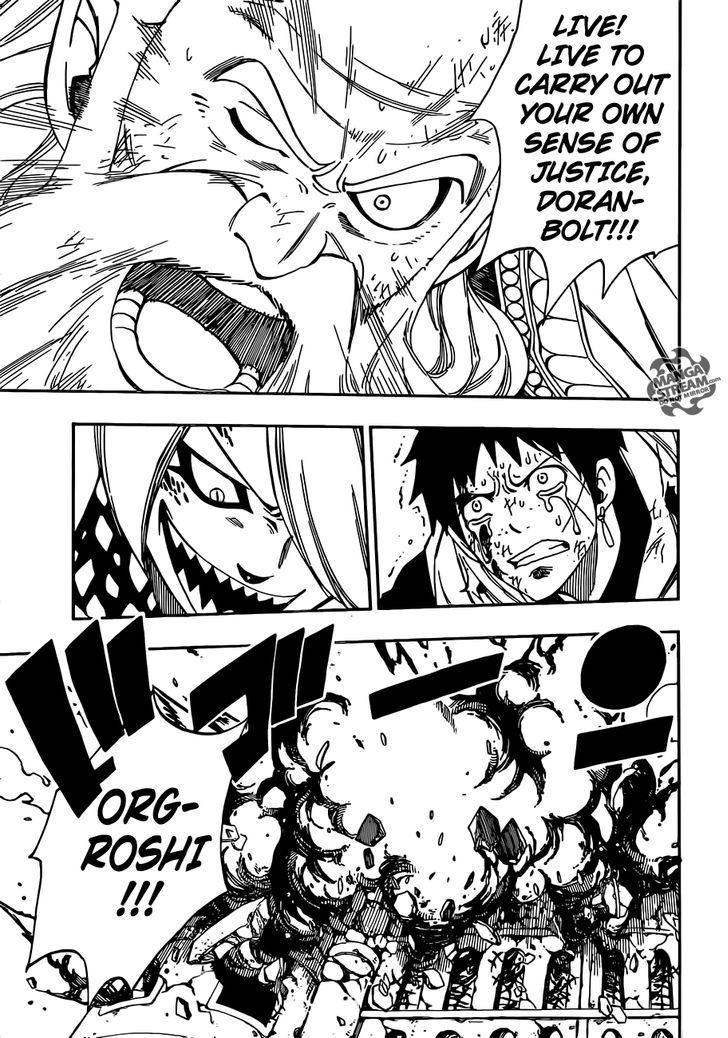 LIVE!
LIVE TO
CARRY OUT
YOUR OWN
SENSE OF
JUSTICE,
DORAN-
BOLT!!!
MANGA
STREAM.com
DO NOT MIRROR
ORG-
ROSHI
!!!